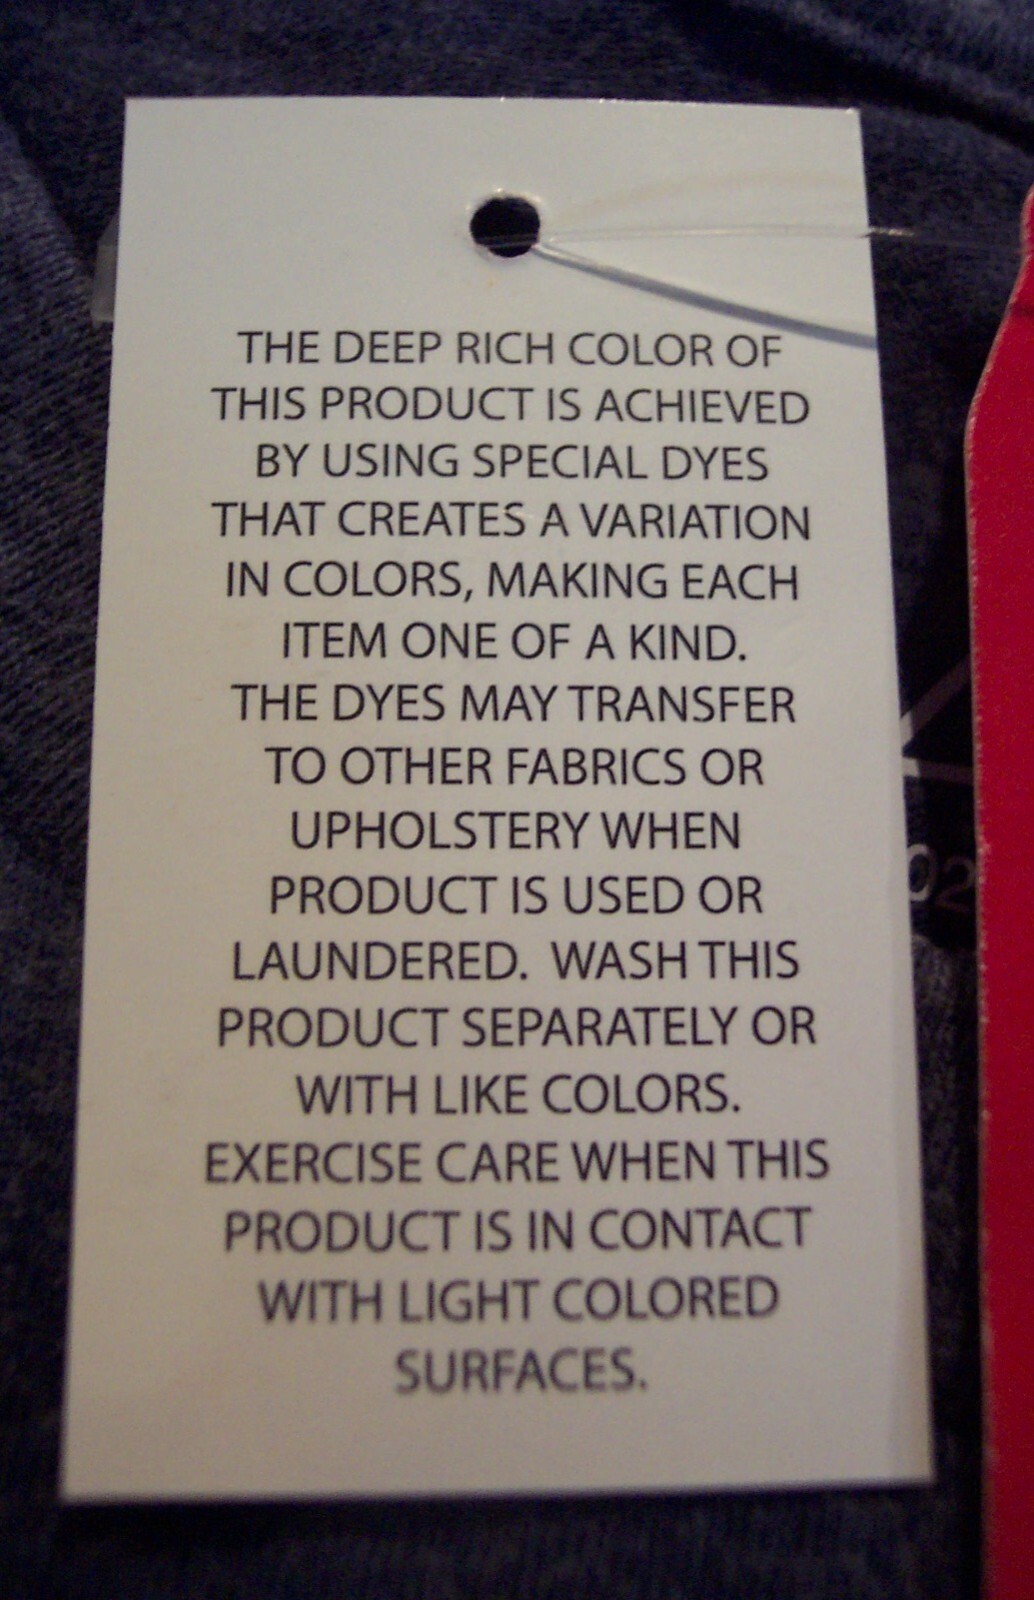 THE DEEP RICH COLOR OF
THIS PRODUCT IS ACHIEVED
BY USING SPECIAL DYES
THAT CREATES A VARIATION
IN COLORS, MAKING EACH
ITEM ONE OF A KIND.
THE DYES MAY TRANSFER
TO OTHER FABRICS OR
UPHOLSTERY WHEN
PRODUCT IS USED OR
LAUNDERED. WASH THIS
PRODUCT SEPARATELY OR
WITH LIKE COLORS.
EXERCISE CARE WHEN THIS
PRODUCT IS IN CONTACT
WITH LIGHT COLORED
SURFACES.
02